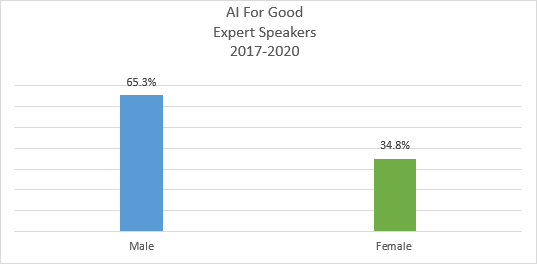 AI For Good
Expert Speakers
2017-2020
65.3%
34.8%
Male
Female